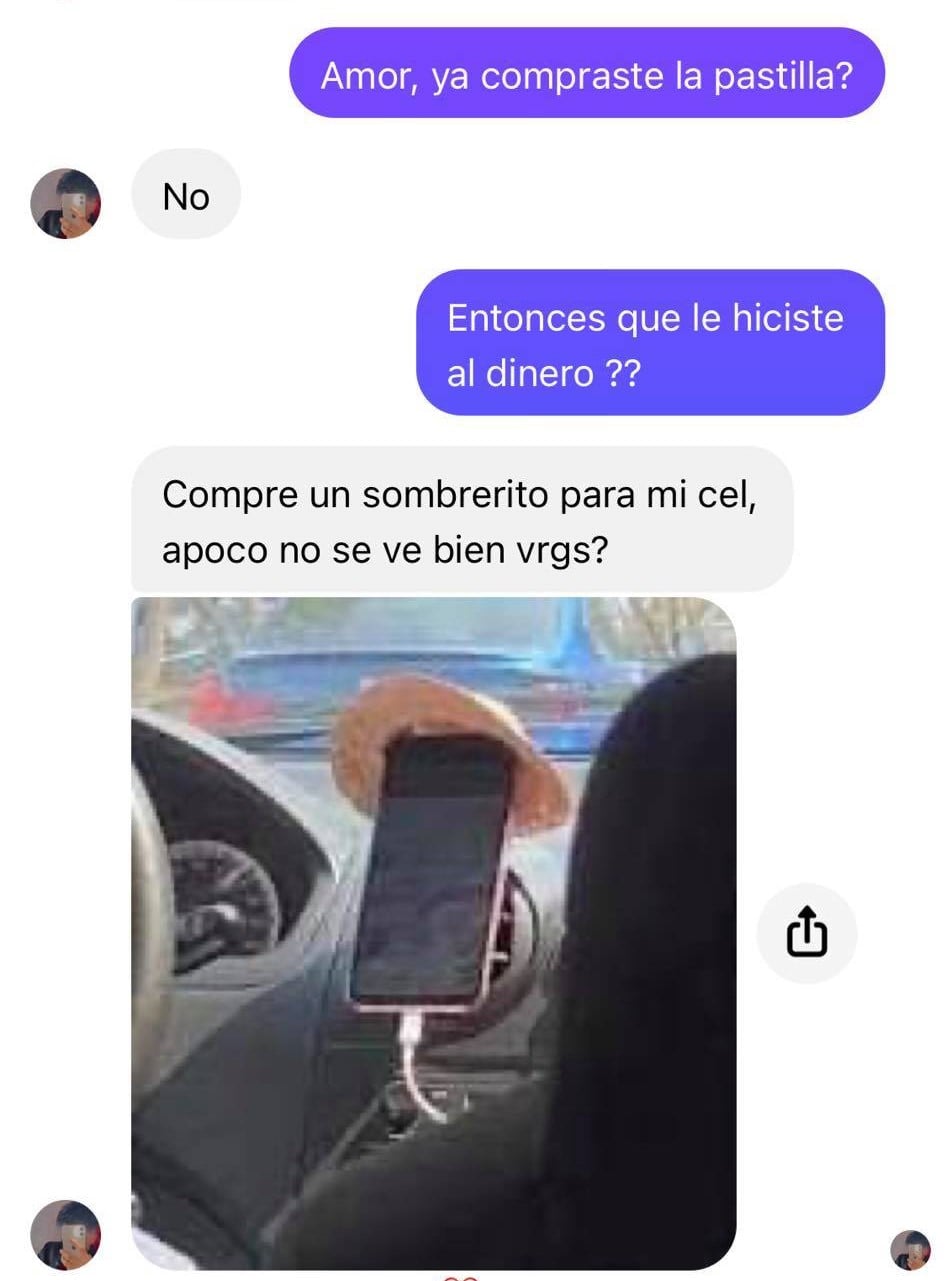 Amor, ya compraste la pastilla?
No
Entonces que le hiciste
al dinero ??
Compre un sombrerito para mi cel,
apoco no se ve bien vrgs?